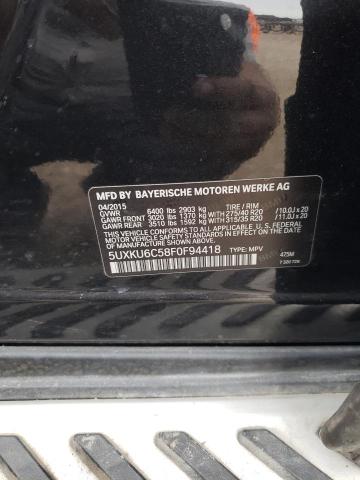 MFD BY BAYERISCHE MOTOREN WERKE AG
04/2015 TIRE / RIM
GVWR 6400 lbs 2903 kg
GAWR FRONT 3020 lbs 1370 kg WITH 275/40 R20 /10.0J x 20
GAWR REAR 3510 lbs 1592 kg WITH 315/35 R20 /11.0J x 20
THIS VEHICLE CONFORMS TO ALL APPLICABLE
U.S. FEDERAL MOTOR VEHICLE SAFETY
STANDARDS IN EFFECT ON THE DATE OF
MANUFACTURE SHOWN ABOVE.
5UXKU6C58F0F94418 TYPE: MPV 475M